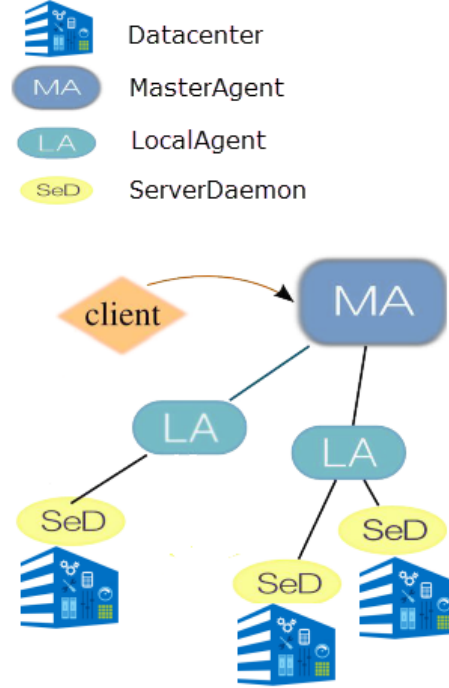 Datacenter
MA MasterAgent
LA LocalAgent
SeD ServerDaemon
client
MA
LA
LA
SeD
SeD
SeD